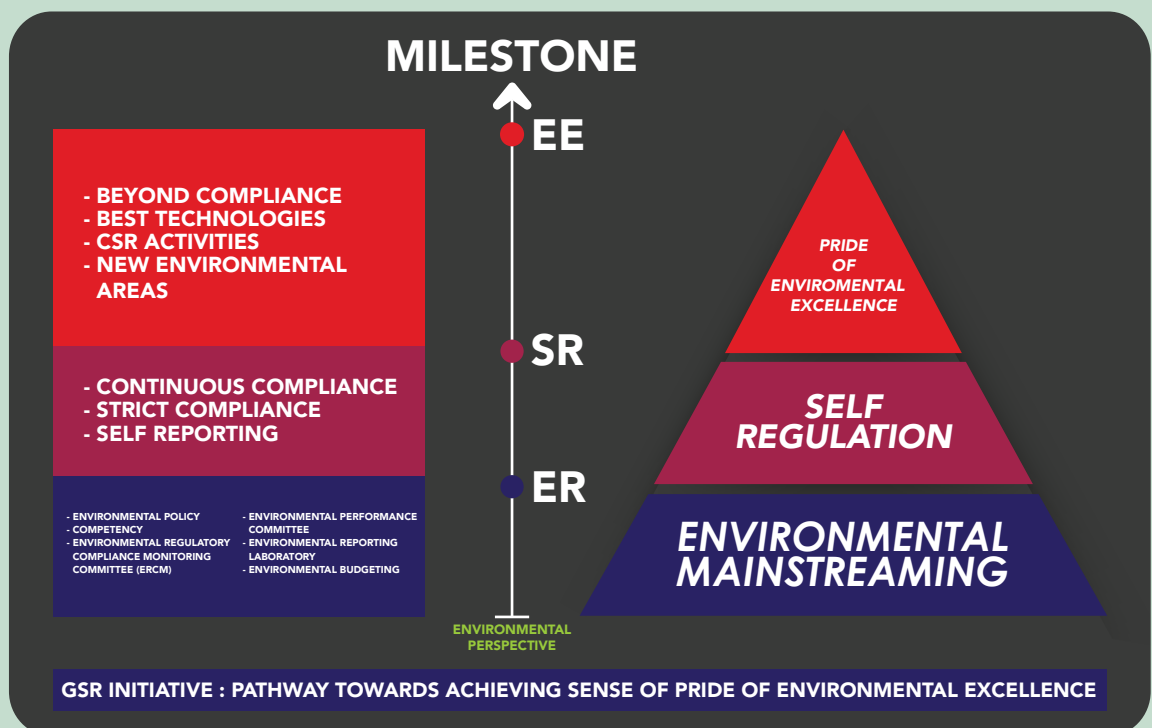 MILESTONE
EE
SR
ER
ENVIRONMENTAL
PERSPECTIVE
- BEYOND COMPLIANCE
- BEST TECHNOLOGIES
- CSR ACTIVITIES
- NEW ENVIRONMENTAL
AREAS
- CONTINUOUS COMPLIANCE
- STRICT COMPLIANCE
- SELF REPORTING
- ENVIRONMENTAL POLICY
- COMPETENCY
- ENVIRONMENTAL REGULATORY
COMPLIANCE MONITORING
COMMITTEE (ERCM)
- ENVIRONMENTAL PERFORMANCE
COMMITTEE
- ENVIRONMENTAL REPORTING
LABORATORY
- ENVIRONMENTAL BUDGETING
PRIDE
OF
ENVIROMENTAL
EXCELLENCE
SELF
REGULATION
ENVIRONMENTAL
MAINSTREAMING
GSR INITIATIVE : PATHWAY TOWARDS ACHIEVING SENSE OF PRIDE OF ENVIRONMENTAL EXCELLENCE